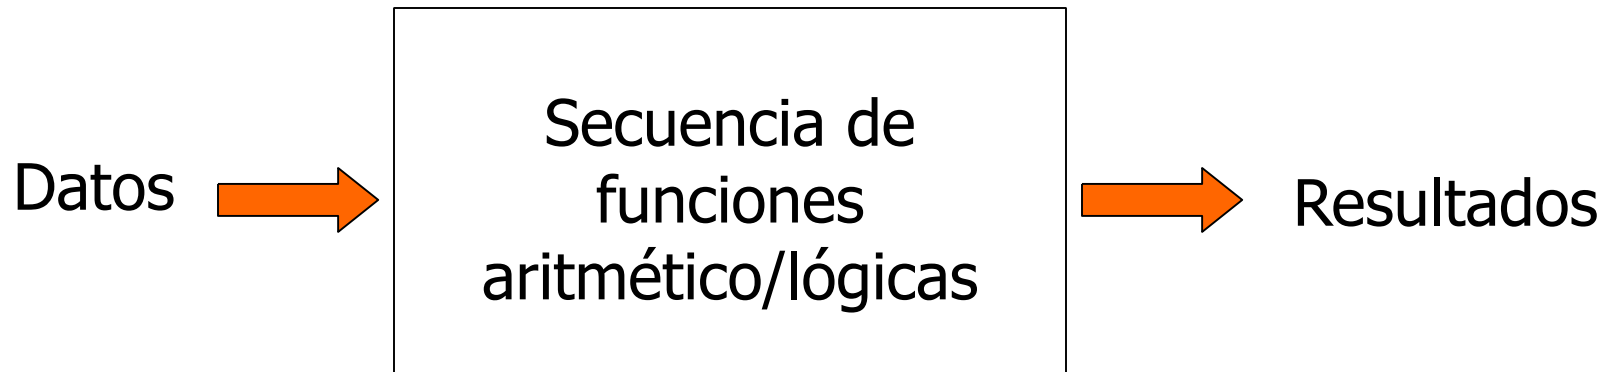 Datos
Secuencia de
funciones
aritmético/lógicas
Resultados